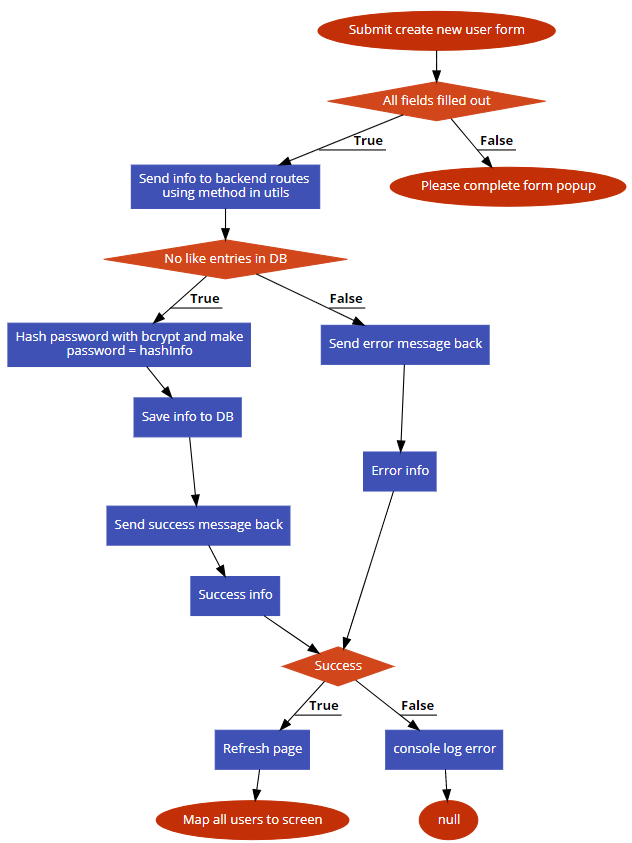 Submit create new user form
All fields filled out
True
False
Send info to backend routes
using method in utils
Please complete form popup
No like entries in DB
True
False
Hash password with bcrypt and make
password = hashInfo
Send error message back
Save info to DB
Error info
Send success message back
Success info
Success
True
False
Refresh page
console log error
Map all users to screen
null